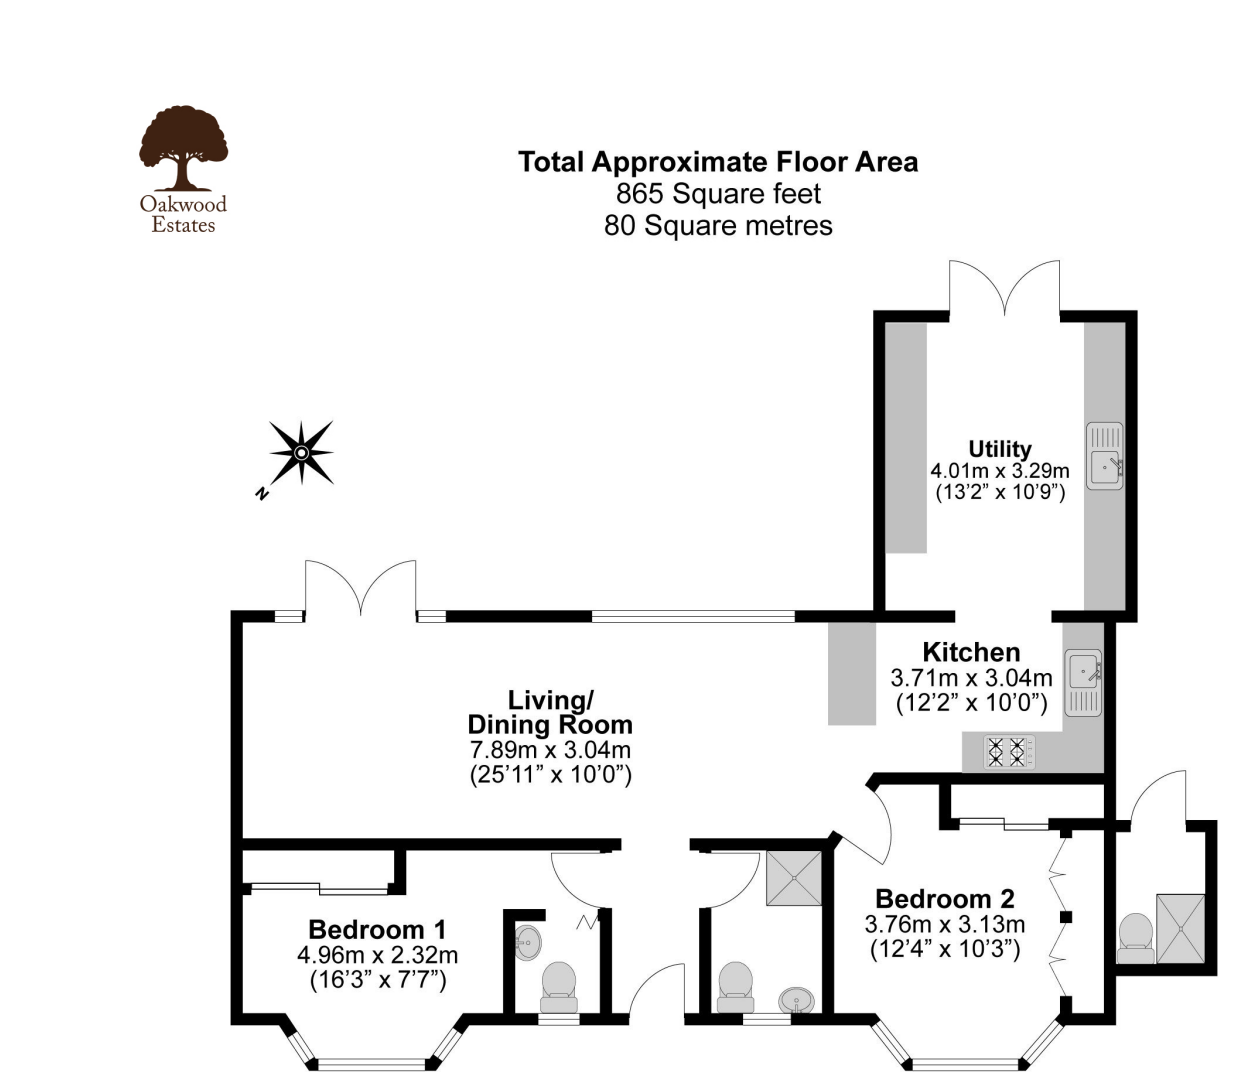 Oakwood
Estates
Total Approximate Floor Area
865 Square feet
80 Square metres
N
Utility
4.01m x 3.29m
(13’2” x 10’9”)
Kitchen
3.71m x 3.04m
(12’2” x 10’0”)
Living/
Dining Room
7.89m x 3.04m
(25’11” x 10’0”)
Bedroom 1
4.96m x 2.32m
(16’3” x 7’7”)
Bedroom 2
3.76m x 3.13m
(12’4” x 10’3”)